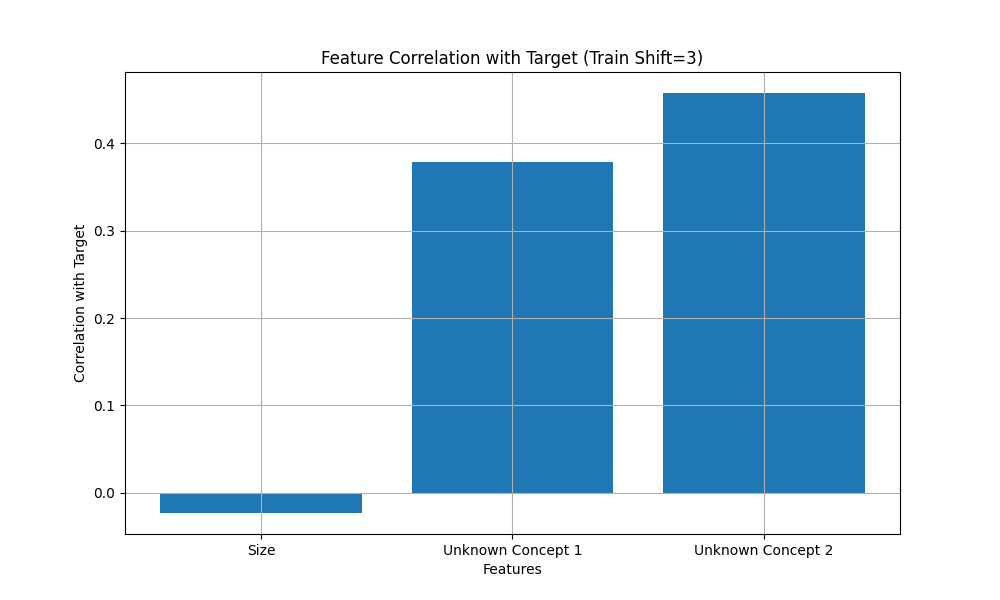 Feature Correlation with Target (Train Shift=3)
Correlation with Target
0.4
0.3
0.2
0.1
0.0
Size
Unknown Concept 1
Unknown Concept 2
Features